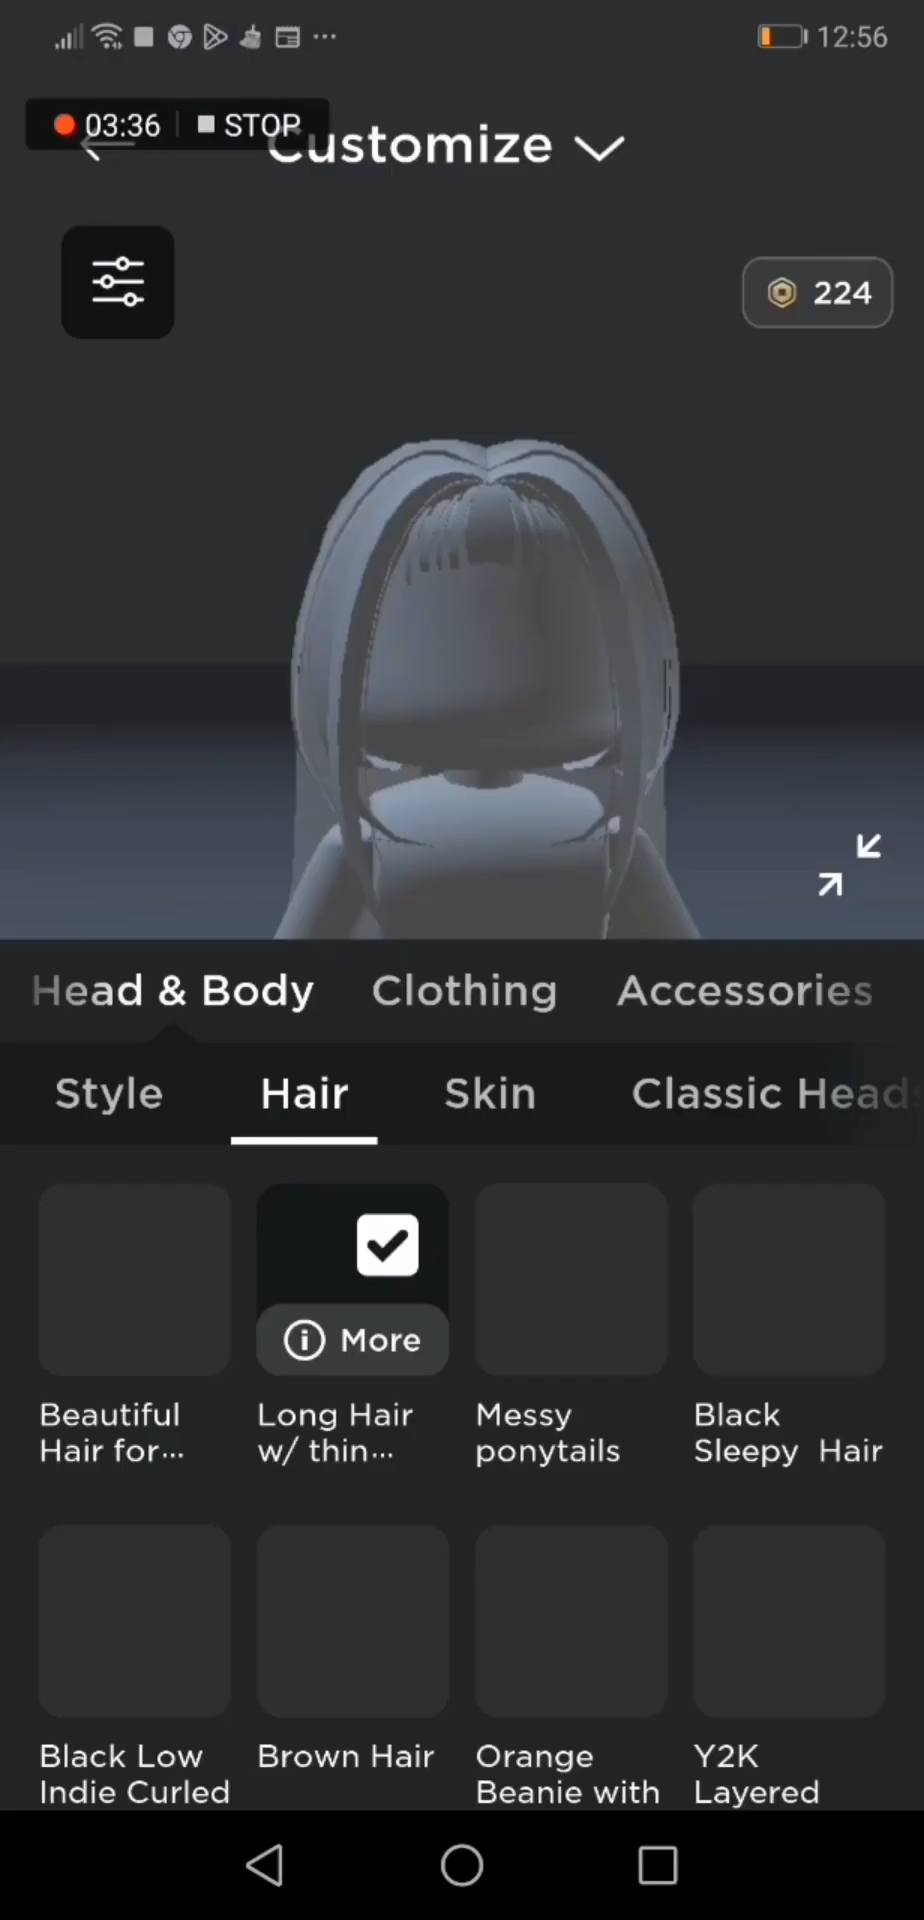 12:56
03:36 STOP
Customize
224
Head & Body Clothing Accessories
Style Hair Skin Classic Heads
More
Beautiful Long Hair Messy Black
Hair for... w/ thin... ponytails Sleepy Hair
Black Low Brown Hair Orange Y2K
Indie Curled Beanie with Layered